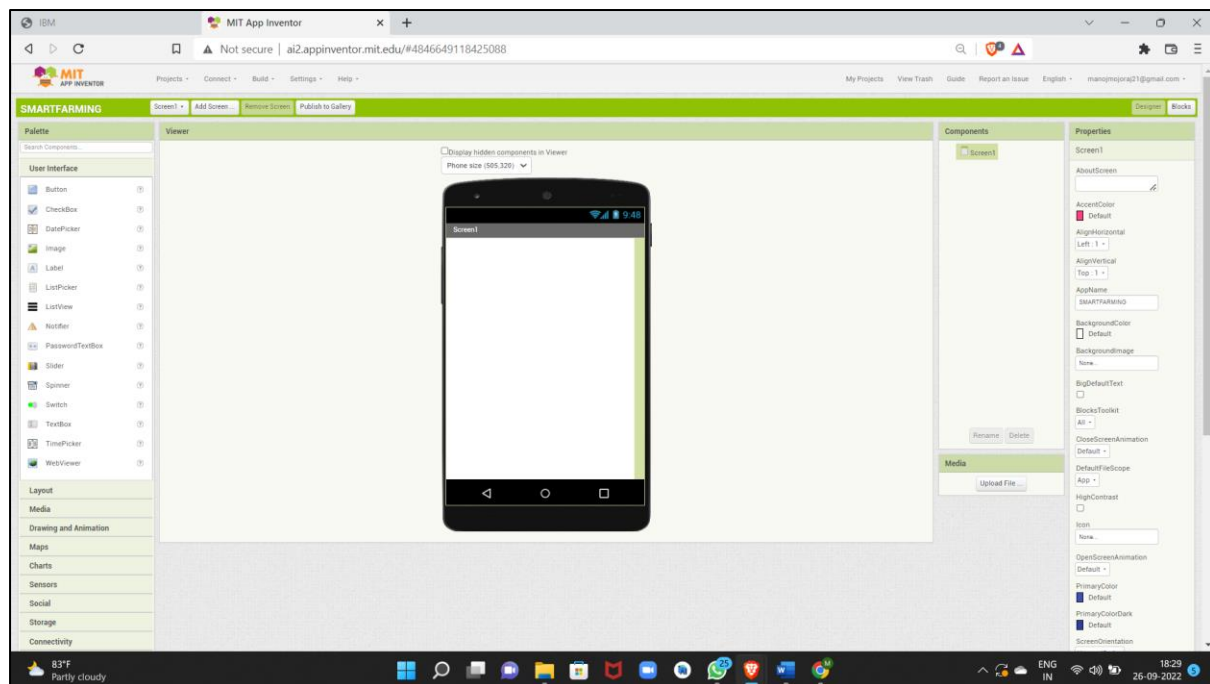 IBM
MIT App Inventor
Not secure | ai2.appinventor.mit.edu/#4846649118425088
MIT
APP INVENTOR
Projects Connect Build Settings Help
My Projects View Trash Guide Report an Issue English manojmojoraj21@gmail.com
SMARTFARMING
Screen1 Add Screen ... Remove Screen Publish to Gallery
Designer Blocks
Palette
Search Components...
User Interface
Button
CheckBox
DatePicker
Image
Label
ListPicker
ListView
Notifier
PasswordTextBox
Slider
Spinner
Switch
TextBox
TimePicker
WebViewer
Layout
Media
Drawing and Animation
Maps
Charts
Sensors
Social
Storage
Connectivity
Viewer
Display hidden components in Viewer
Phone size (505,320)
9:48
Screen1
Components
Screen1
Rename Delete
Media
Upload File ...
Properties
Screen1
AboutScreen
AccentColor
Default
AlignHorizontal
Left : 1
AlignVertical
Top : 1
AppName
SMARTFARMING
BackgroundColor
Default
BackgroundImage
None...
BigDefaultText
BlocksToolkit
All
CloseScreenAnimation
Default
DefaultFileScope
App
HighContrast
Icon
None...
OpenScreenAnimation
Default
PrimaryColor
Default
PrimaryColorDark
Default
ScreenOrientation
83°F
Partly cloudy
25
ENG
IN
18:29
26-09-2022
5